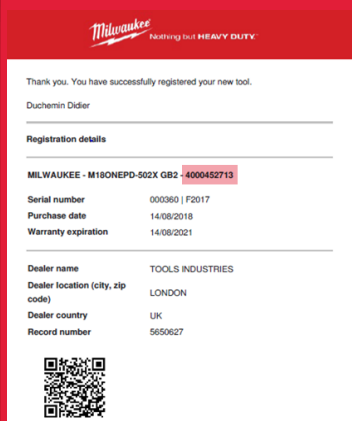 Milwaukee Nothing but HEAVY DUTY.™
Thank you. You have successfully registered your new tool.
Duchemin Didier
Registration details
MILWAUKEE - M18ONEPD-502X GB2 - 4000452713
Serial number 000360 | F2017
Purchase date 14/08/2018
Warranty expiration 14/08/2021
Dealer name TOOLS INDUSTRIES
Dealer location (city, zip
code) LONDON
Dealer country UK
Record number 5650627